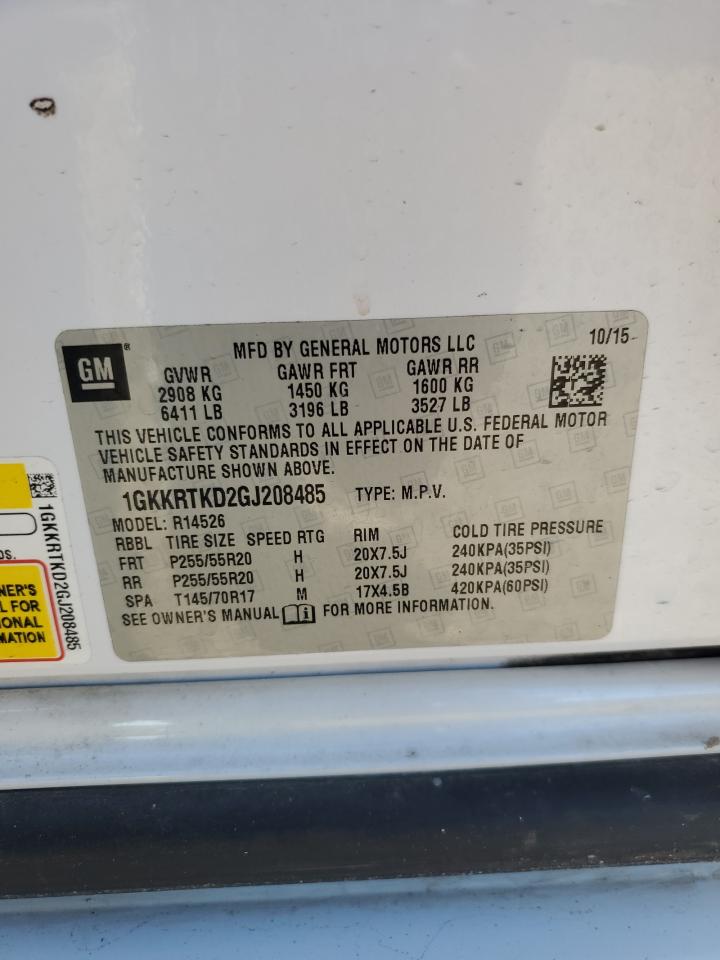 GM ®
MFD BY GENERAL MOTORS LLC
10/15
GVWR GAWR FRT GAWR RR
2908 KG 1450 KG 1600 KG
6411 LB 3196 LB 3527 LB
THIS VEHICLE CONFORMS TO ALL APPLICABLE U.S. FEDERAL MOTOR
VEHICLE SAFETY STANDARDS IN EFFECT ON THE DATE OF
MANUFACTURE SHOWN ABOVE.
1GKKRTKD2GJ208485 TYPE: M.P.V.
MODEL: R14526
RBBL TIRE SIZE SPEED RTG RIM COLD TIRE PRESSURE
FRT P255/55R20 H 20X7.5J 240KPA(35PSI)
RR P255/55R20 H 20X7.5J 240KPA(35PSI)
SPA T145/70R17 M 17X4.5B 420KPA(60PSI)
SEE OWNER'S MANUAL i FOR MORE INFORMATION.
1GKKRTKD2GJ208485
OS.
NER'S
L FOR
IONAL
MATION